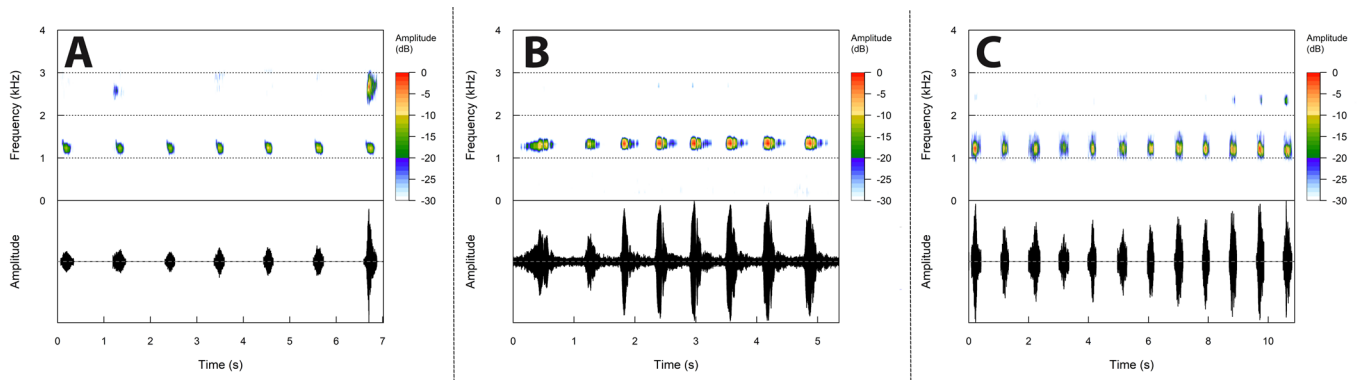 A
4
3
2
1
0
Frequency (kHz)
Amplitude
Amplitude
(dB)
0
-5
-10
-15
-20
-25
-30
0 1 2 3 4 5 6 7
Time (s)
B
4
3
2
1
0
Frequency (kHz)
Amplitude
Amplitude
(dB)
0
-5
-10
-15
-20
-25
-30
0 1 2 3 4 5
Time (s)
C
4
3
2
1
0
Frequency (kHz)
Amplitude
Amplitude
(dB)
0
-5
-10
-15
-20
-25
-30
0 2 4 6 8 10
Time (s)